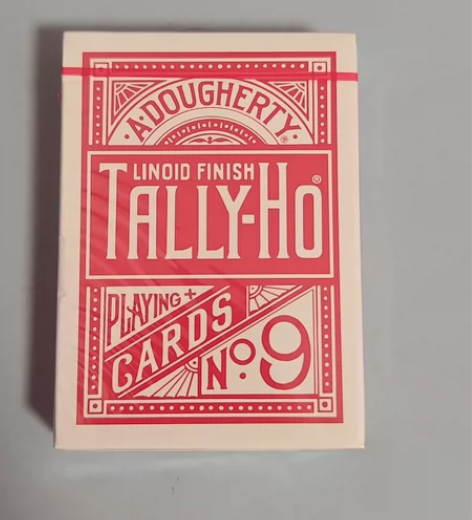 A·DOUGHERTY·
LINOID FINISH
TALLY-HO®
PLAYING
CARDS
No. 9